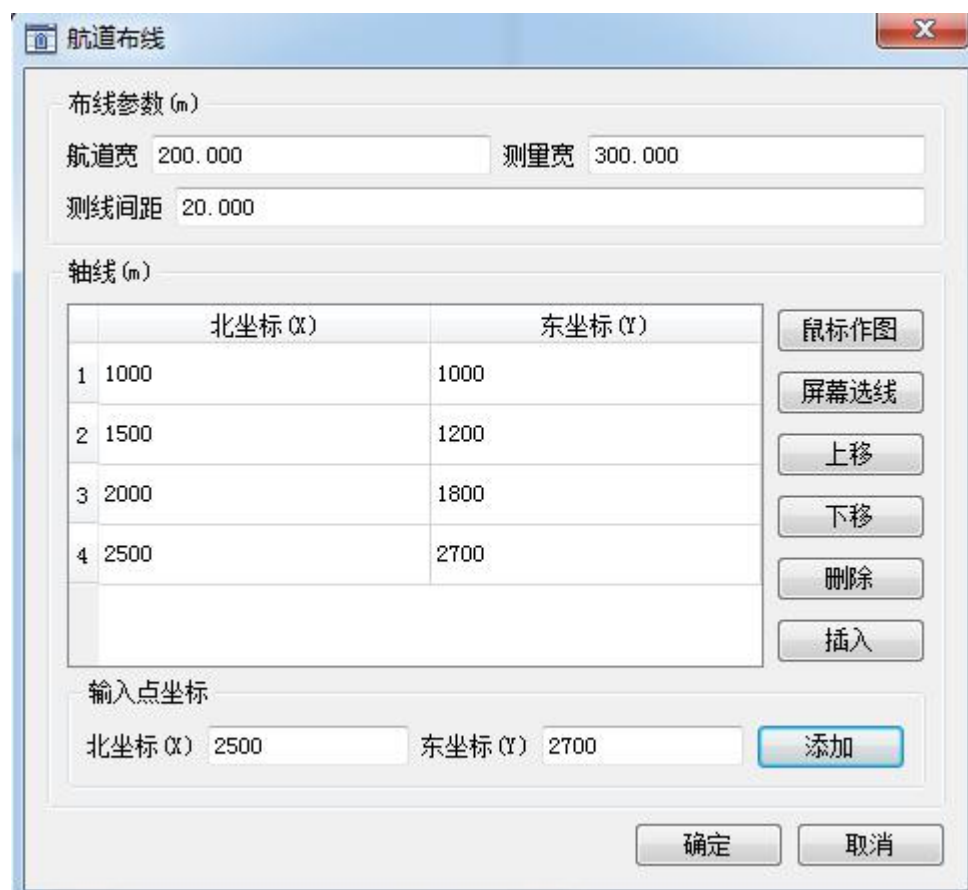 航道布线
布线参数(m)
航道宽 200.000 测量宽 300.000
测线间距 20.000
轴线(m)
北坐标(X) 东坐标(Y)
1 1000 1000
2 1500 1200
3 2000 1800
4 2500 2700
鼠标作图
屏幕选线
上移
下移
删除
插入
输入点坐标
北坐标(X) 2500 东坐标(Y) 2700 添加
确定 取消